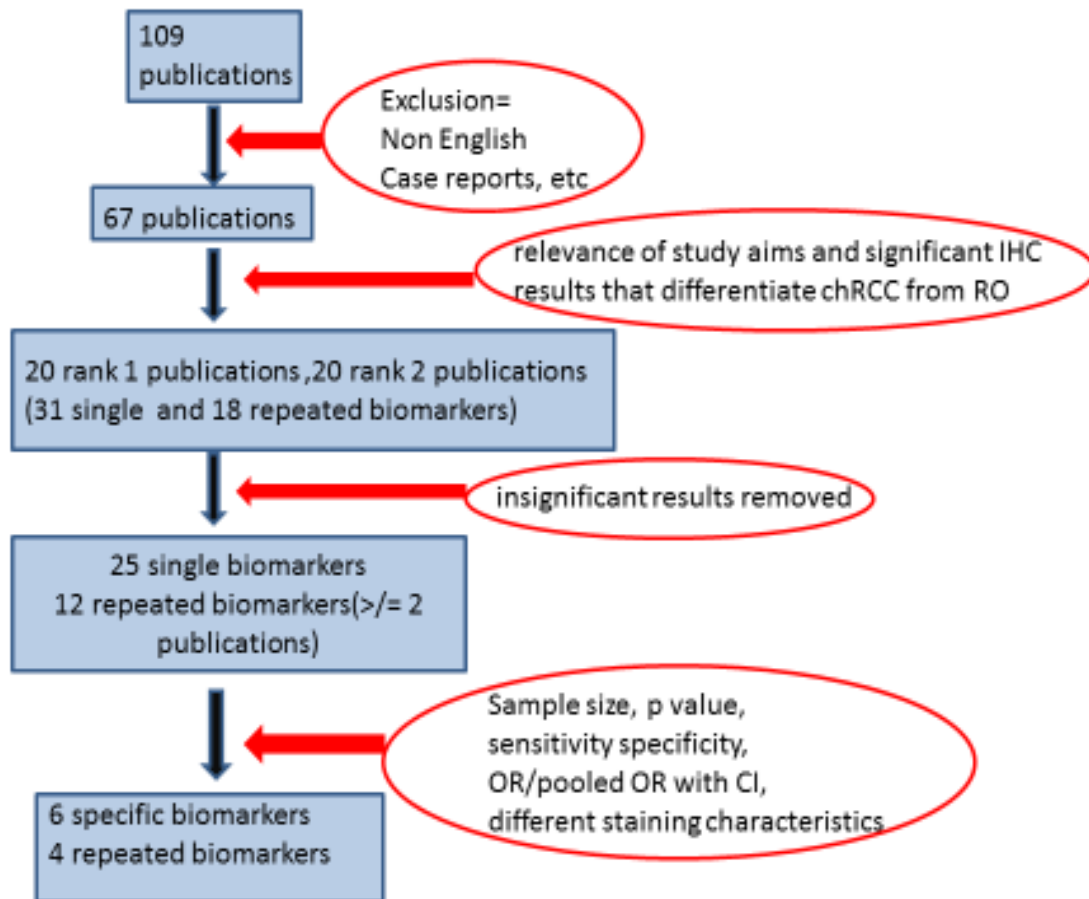 109
publications
Exclusion=
Non English
Case reports, etc
67 publications
relevance of study aims and significant IHC
results that differentiate chRCC from RO
20 rank 1 publications ,20 rank 2 publications
(31 single and 18 repeated biomarkers)
insignificant results removed
25 single biomarkers
12 repeated biomarkers(>/= 2
publications)
Sample size, p value,
sensitivity specificity,
OR/pooled OR with CI,
different staining characteristics
6 specific biomarkers
4 repeated biomarkers